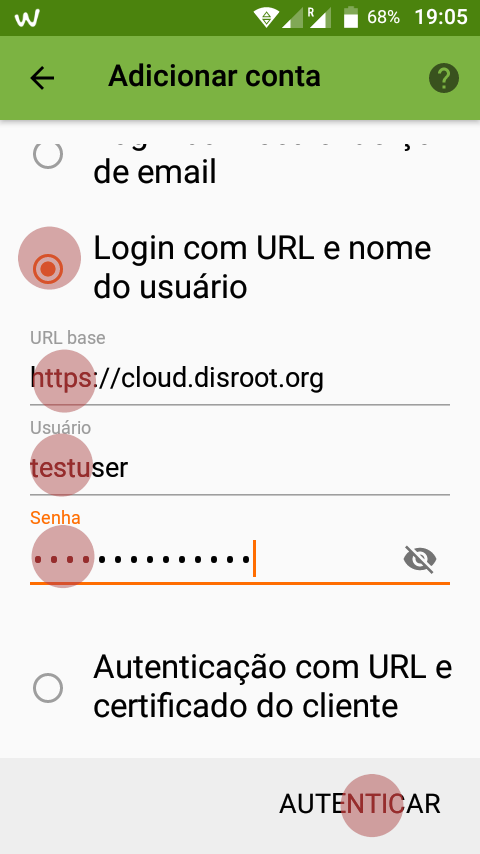 R
68%
19:05
Adicionar conta
de email
Login com URL e nome
do usuário
URL base
https://cloud.disroot.org
Usuário
testuser
Senha
Autenticação com URL e
certificado do cliente
AUTENTICAR